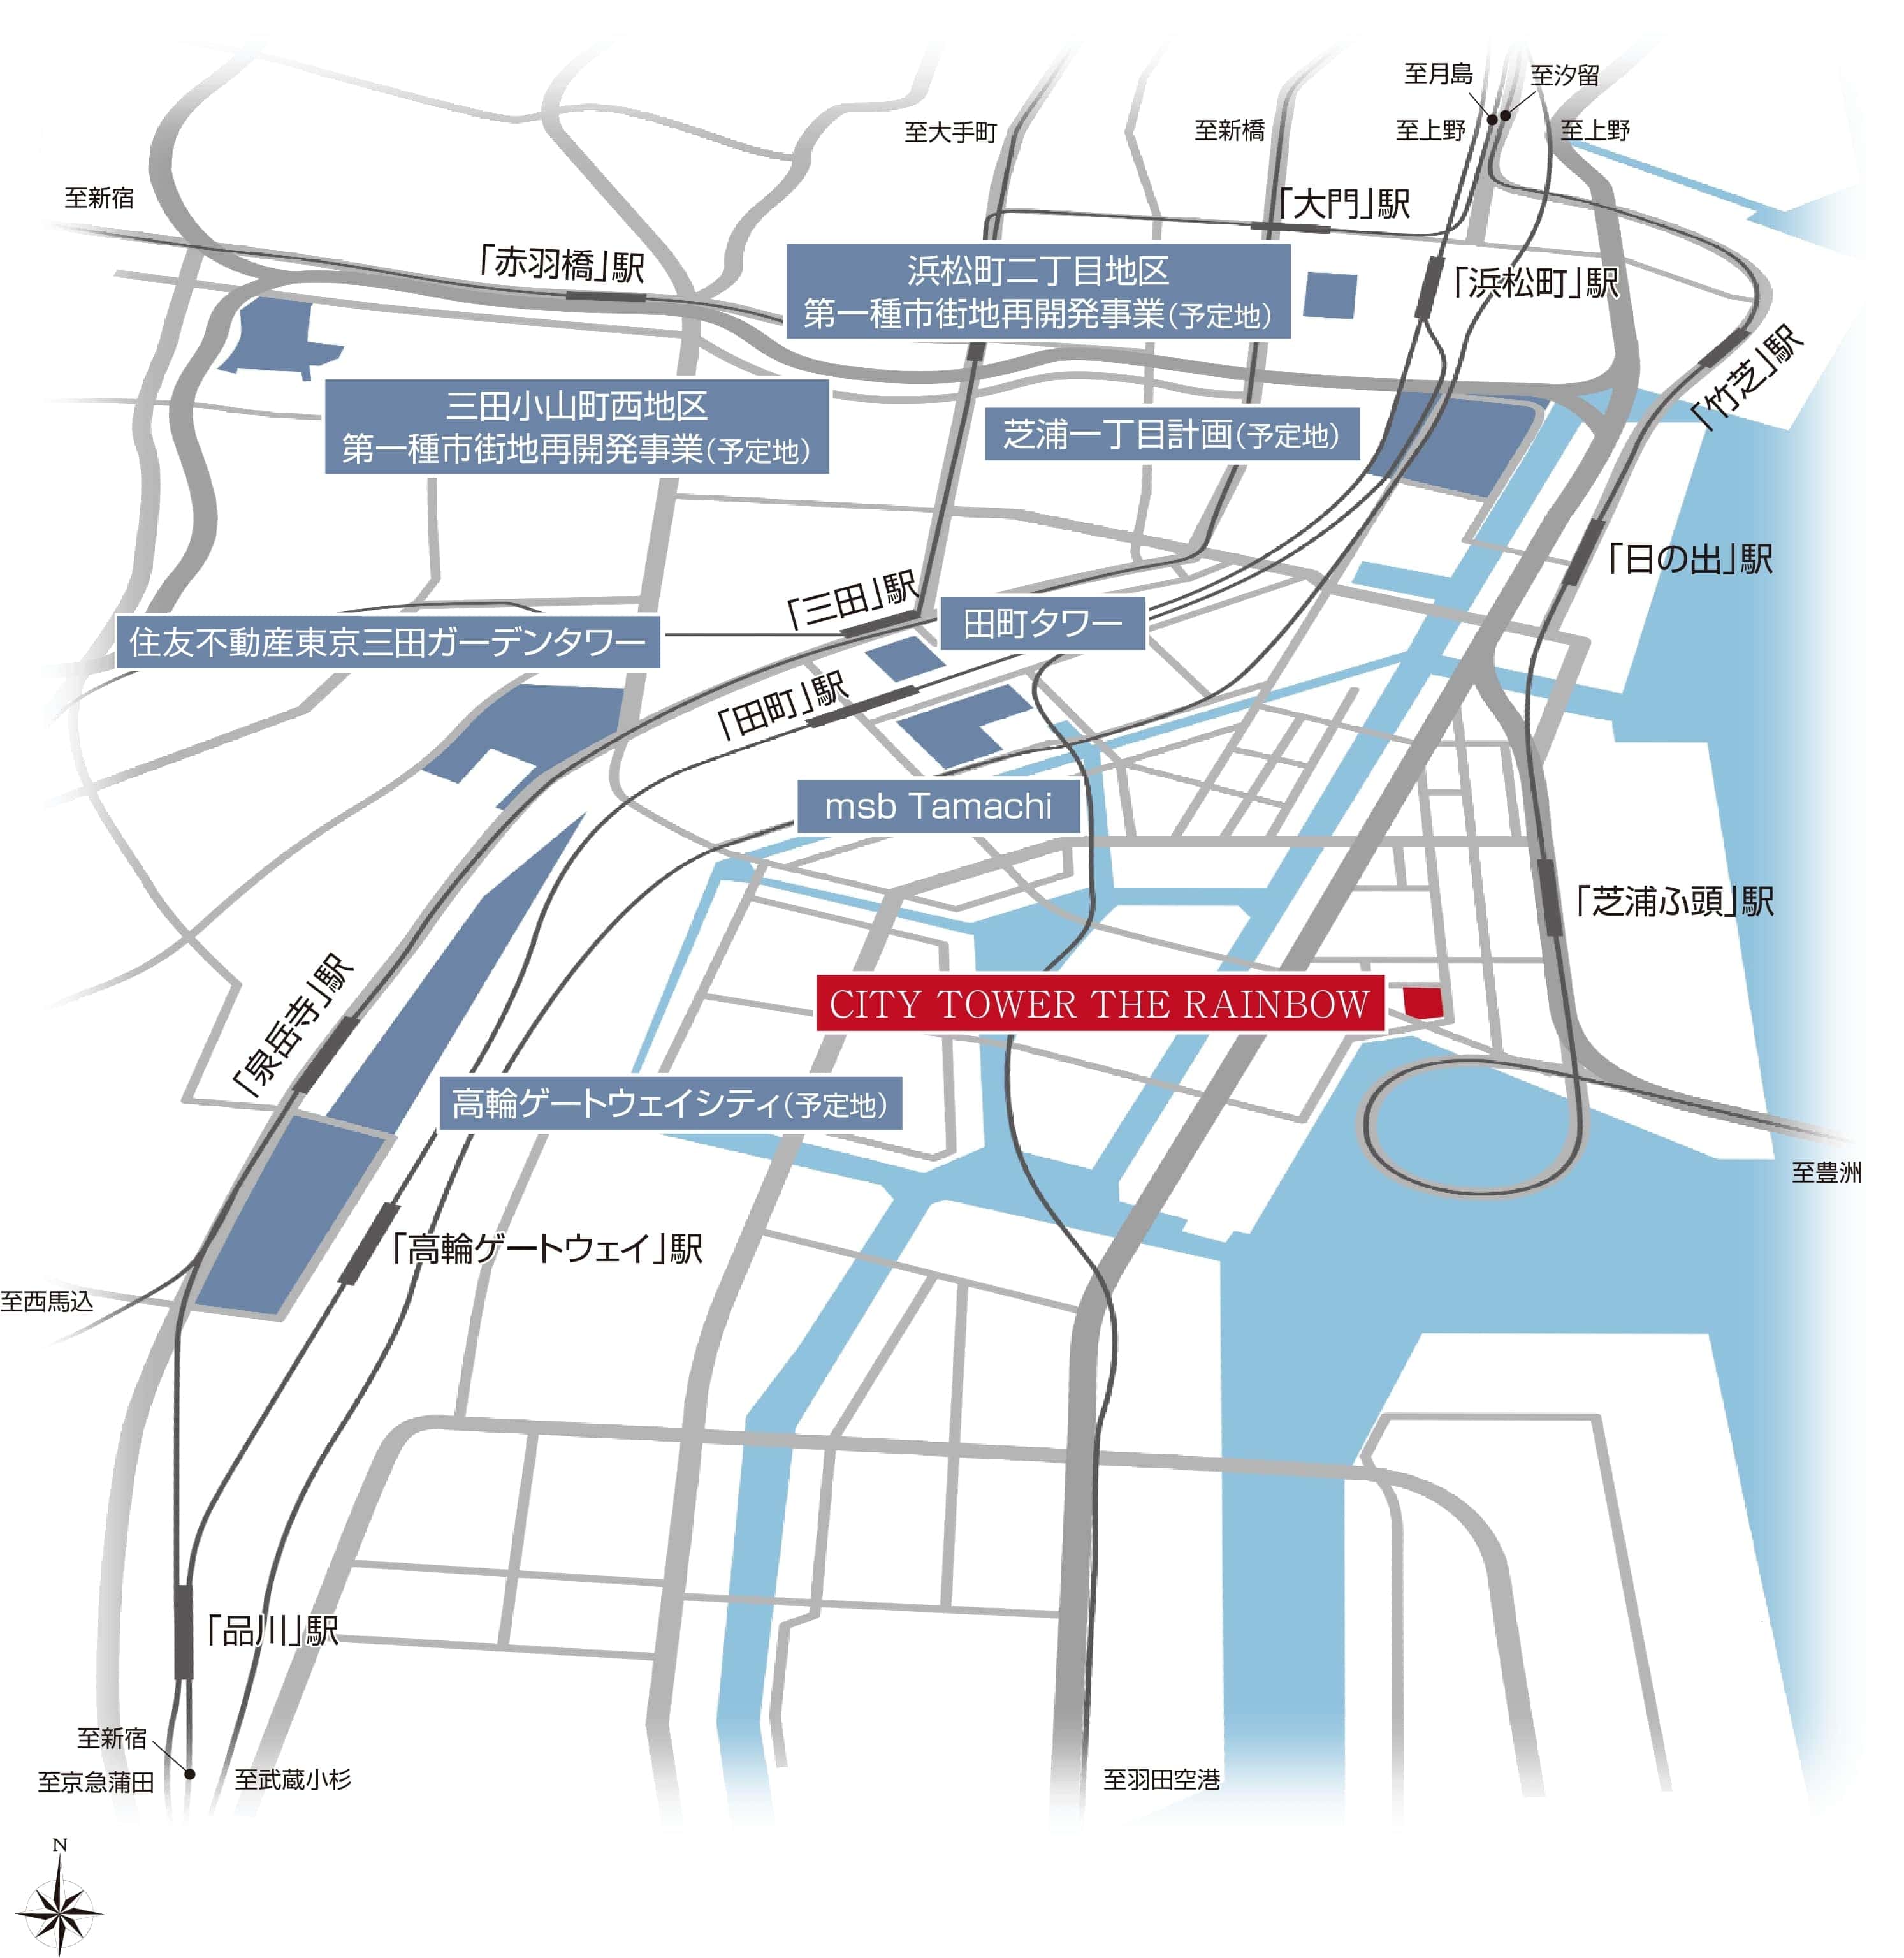 至月島
至汐留
至大手町
至新橋
至上野
至上野
至新宿
「大門」駅
「赤羽橋」駅
浜松町二丁目地区
第一種市街地再開発事業(予定地)
「浜松町」駅
「竹芝」駅
三田小山町西地区
第一種市街地再開発事業(予定地)
芝浦一丁目計画(予定地)
「日の出」駅
「三田」駅
田町タワー
住友不動産東京三田ガーデンタワー
「田町」駅
msb Tamachi
「芝浦ふ頭」駅
CITY TOWER THE RAINBOW
「泉岳寺」駅
高輪ゲートウェイシティ(予定地)
至豊洲
「高輪ゲートウェイ」駅
至西馬込
「品川」駅
至新宿
至京急蒲田
至武蔵小杉
至羽田空港
N